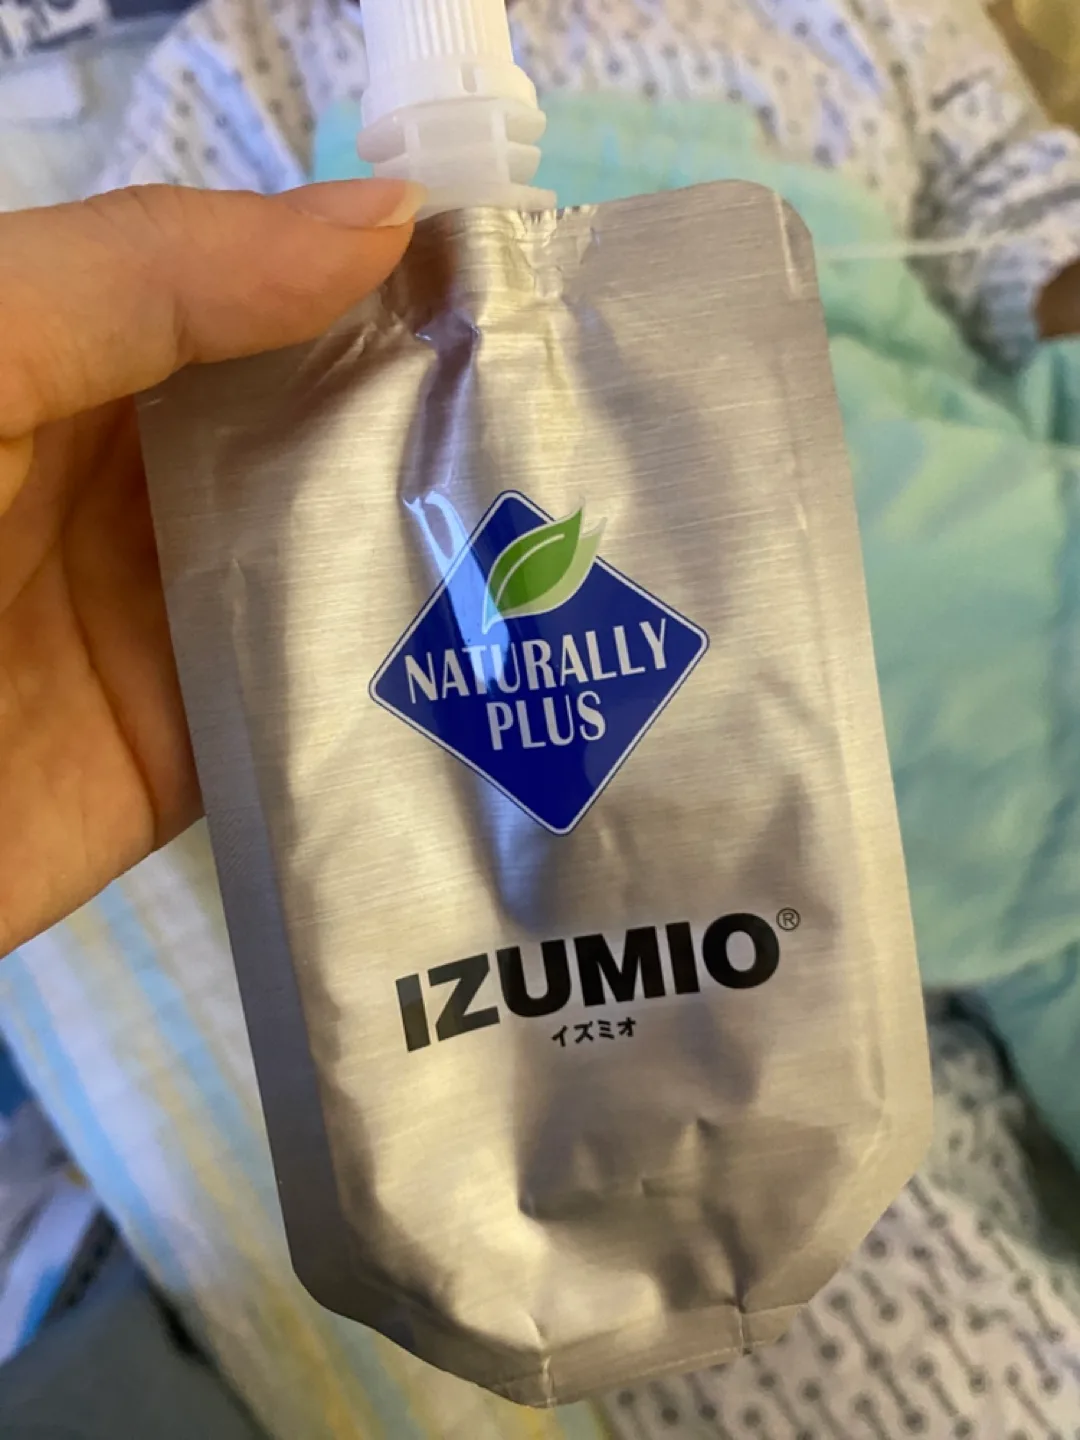 NATURALLY
PLUS
IZUMIO®
イズミオ